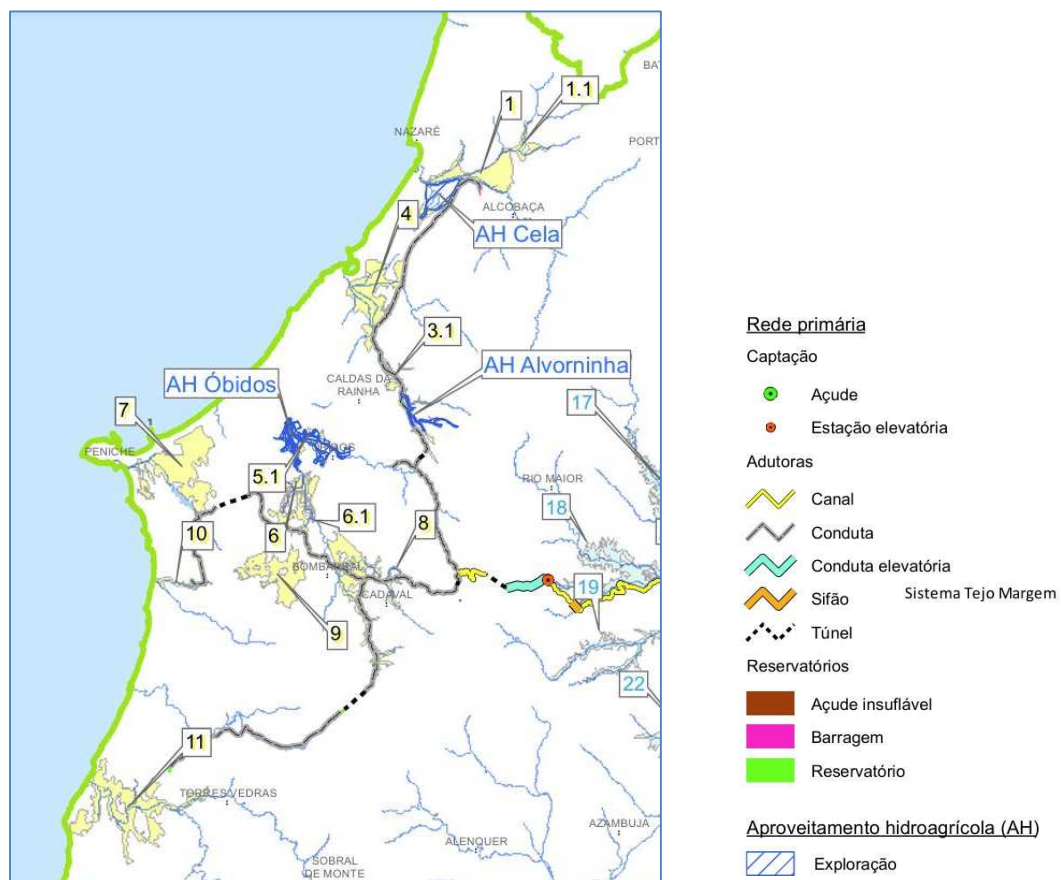 BA
1.1
1
NAZARÉ
PORT
ALCOBAÇA
4
AH Cela
3.1
CALDAS DA
RAINHA
AH Alvorninha
AH Óbidos
7
17
PENICHE
5.1
RIO MAIOR
18
10
6
6.1
8
BOMBARRAL
CADAVAL
19
9
22
11
TORRES VEDRAS
ALENQUER
AZAMBUJA
SOBRAL
DE MONTE
Rede primária
Captação
Açude
Estação elevatória
Adutoras
Canal
Conduta
Conduta elevatória
Sifão
Sistema Tejo Margem
Túnel
Reservatórios
Açude insuflável
Barragem
Reservatório
Aproveitamento hidroagrícola (AH)
Exploração